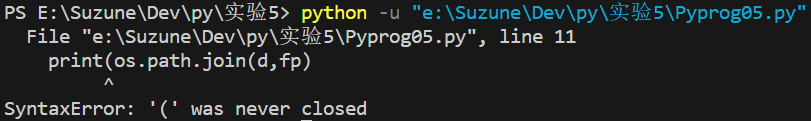 PS E:\Suzune\Dev\py\实验5> python -u "e:\Suzune\Dev\py\实验5\Pyprog05.py"
  File "e:\Suzune\Dev\py\实验5\Pyprog05.py", line 11
    print(os.path.join(d,fp)
         ^
SyntaxError: '(' was never closed